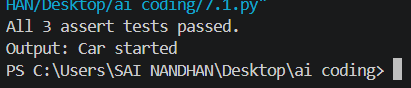 HAN/Desktop/ai coding/7.1.py"
All 3 assert tests passed.
Output: Car started
PS C:\Users\SAI NANDHAN\Desktop\ai coding>